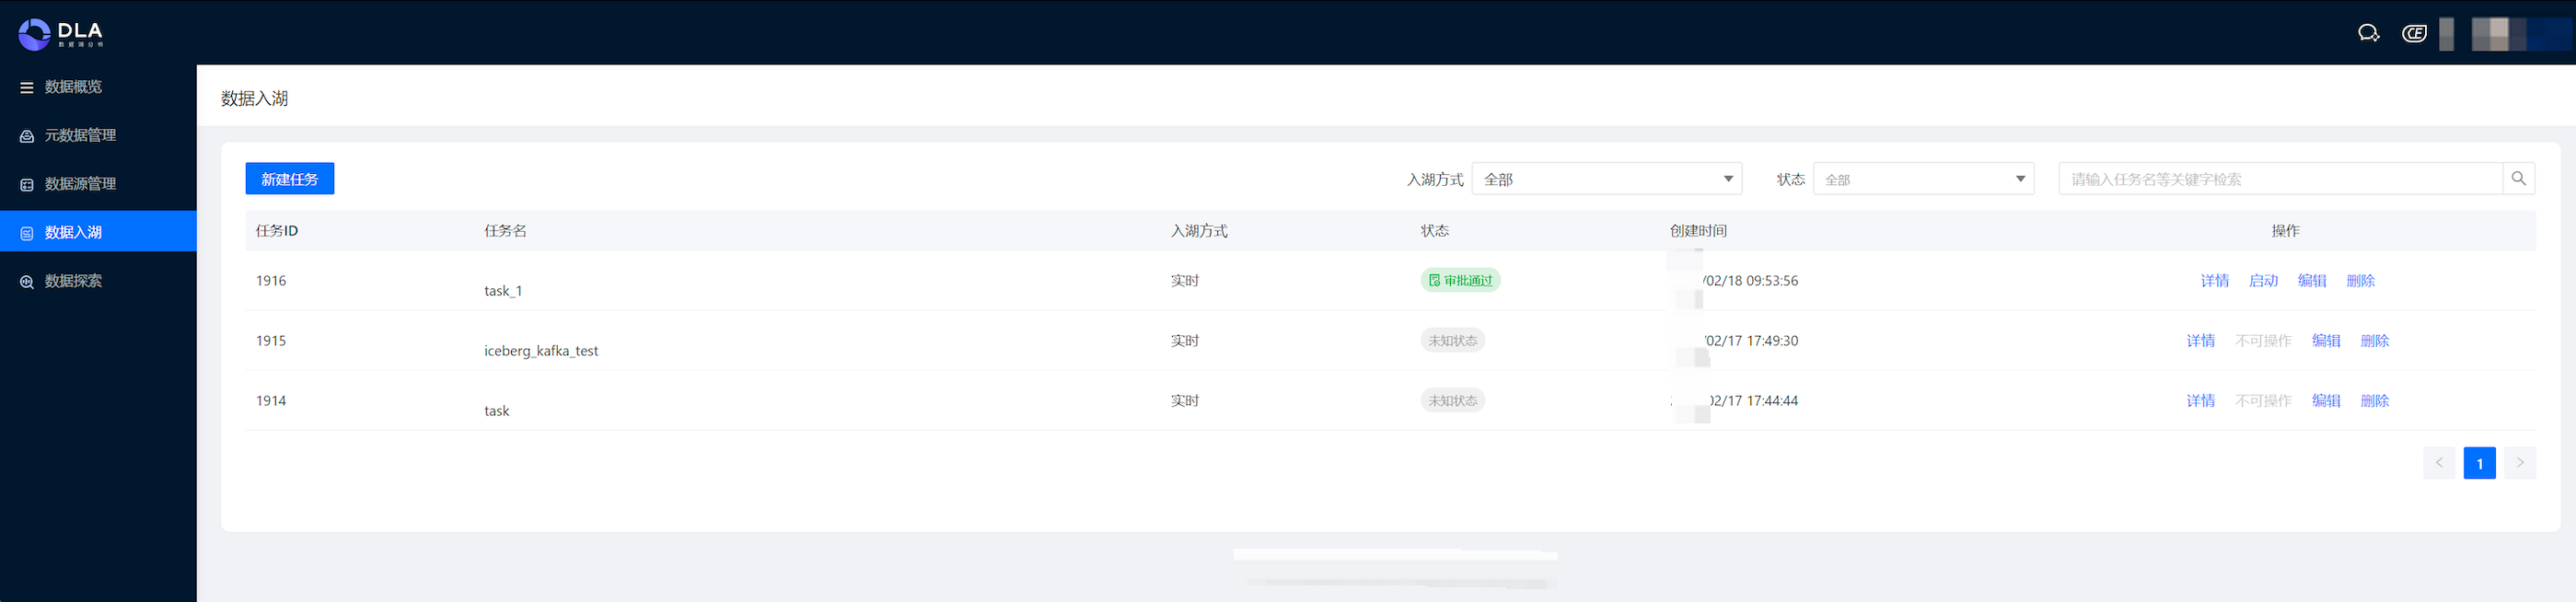 DLA
数据湖分析
CE
数据概览
元数据管理
数据源管理
数据入湖
数据探索
数据入湖
新建任务 入湖方式 全部 状态 全部 请输入任务名等关键字检索
任务ID 任务名 入湖方式 状态 创建时间 操作
1916 task_1 实时 审批通过 /02/18 09:53:56 详情 启动 编辑 删除
1915 iceberg_kafka_test 实时 未知状态 /02/17 17:49:30 详情 不可操作 编辑 删除
1914 task 实时 未知状态 02/17 17:44:44 详情 不可操作 编辑 删除
< 1 >